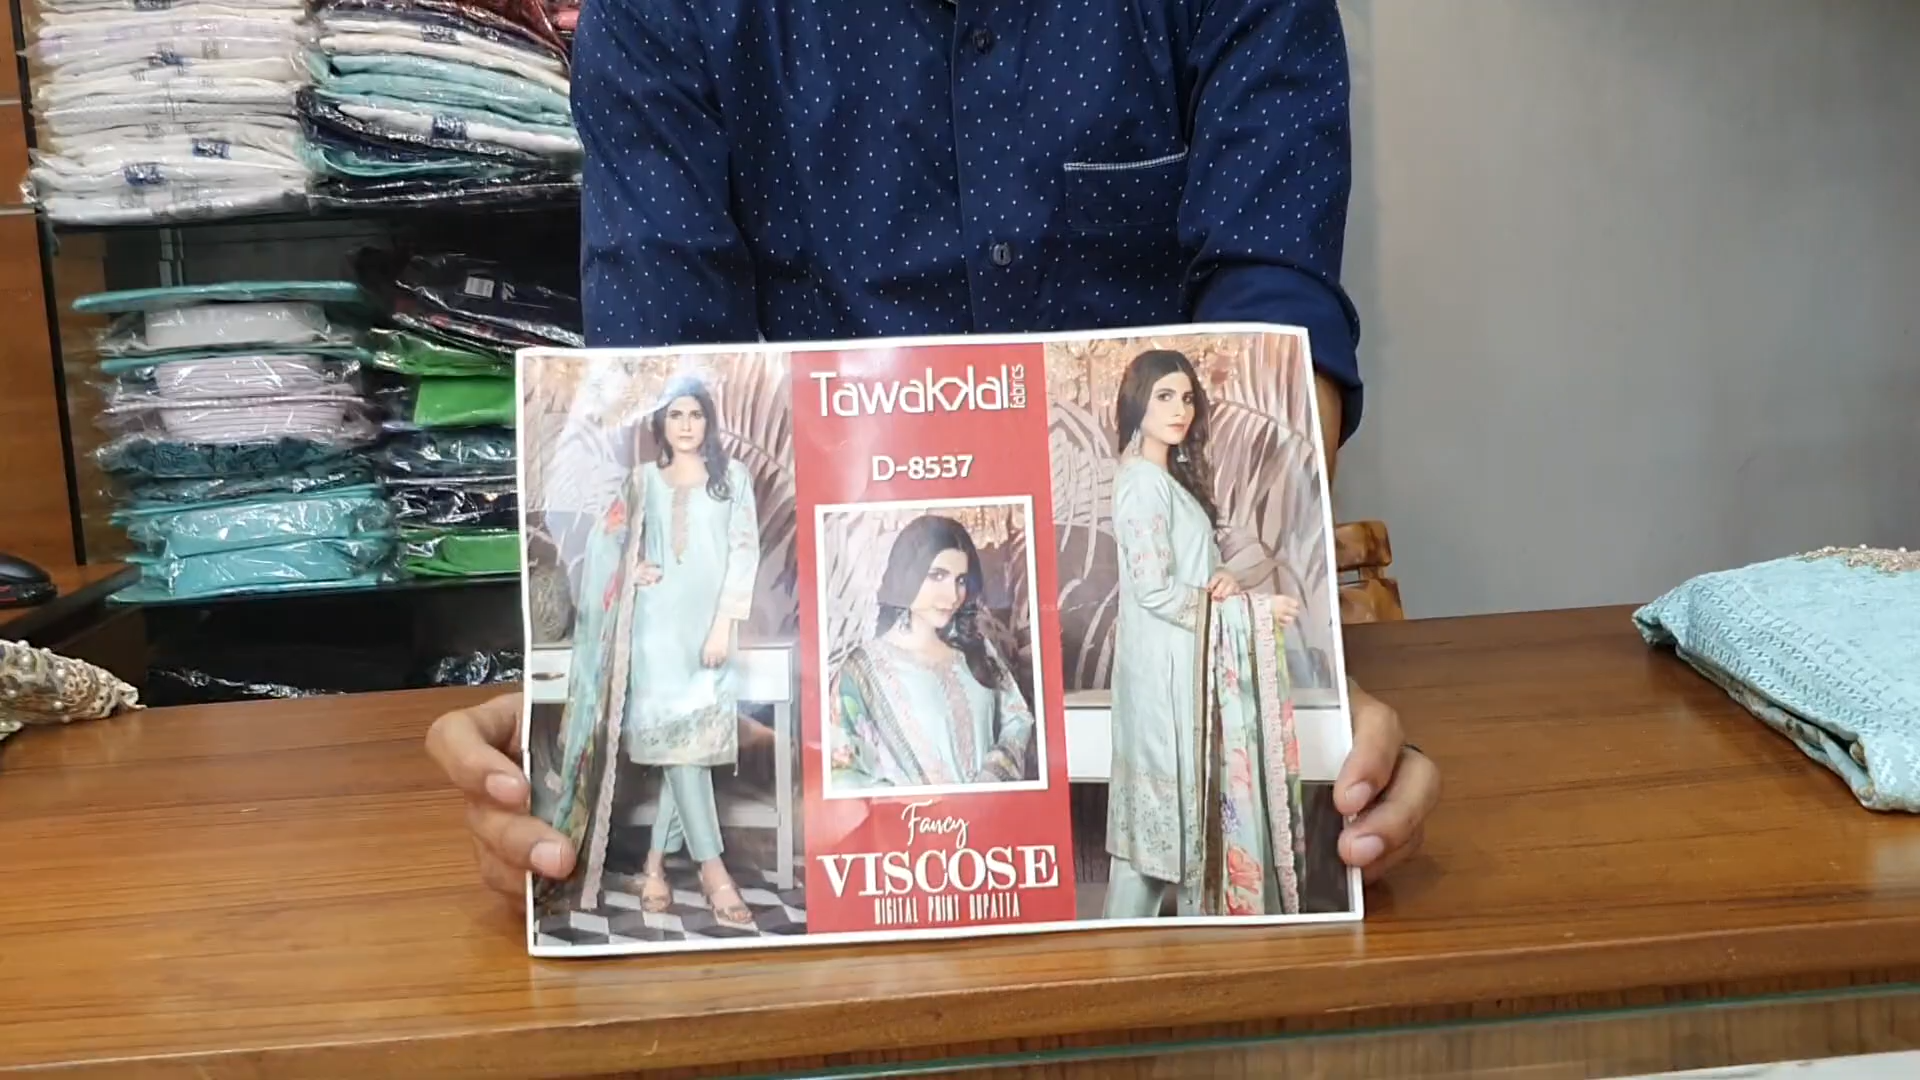 Tawakkal
fabrics
D-8537
Fancy
VISCOSE
DIGITAL PRINT DUPATTA